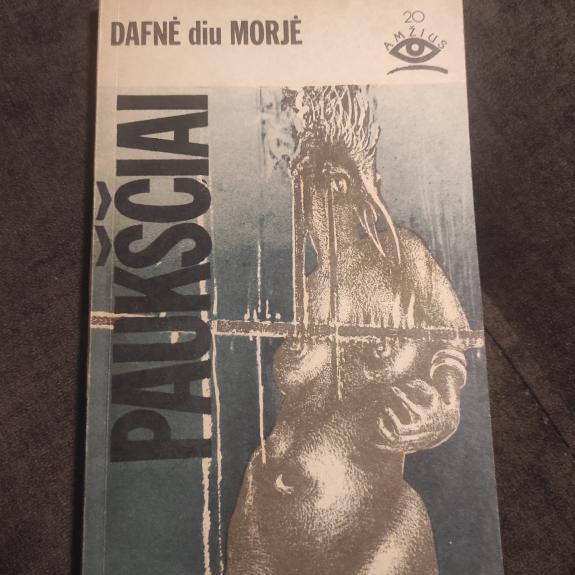 DAFNĖ diu MORJĖ
20
AMŽIUS
PAUKŠČIAI